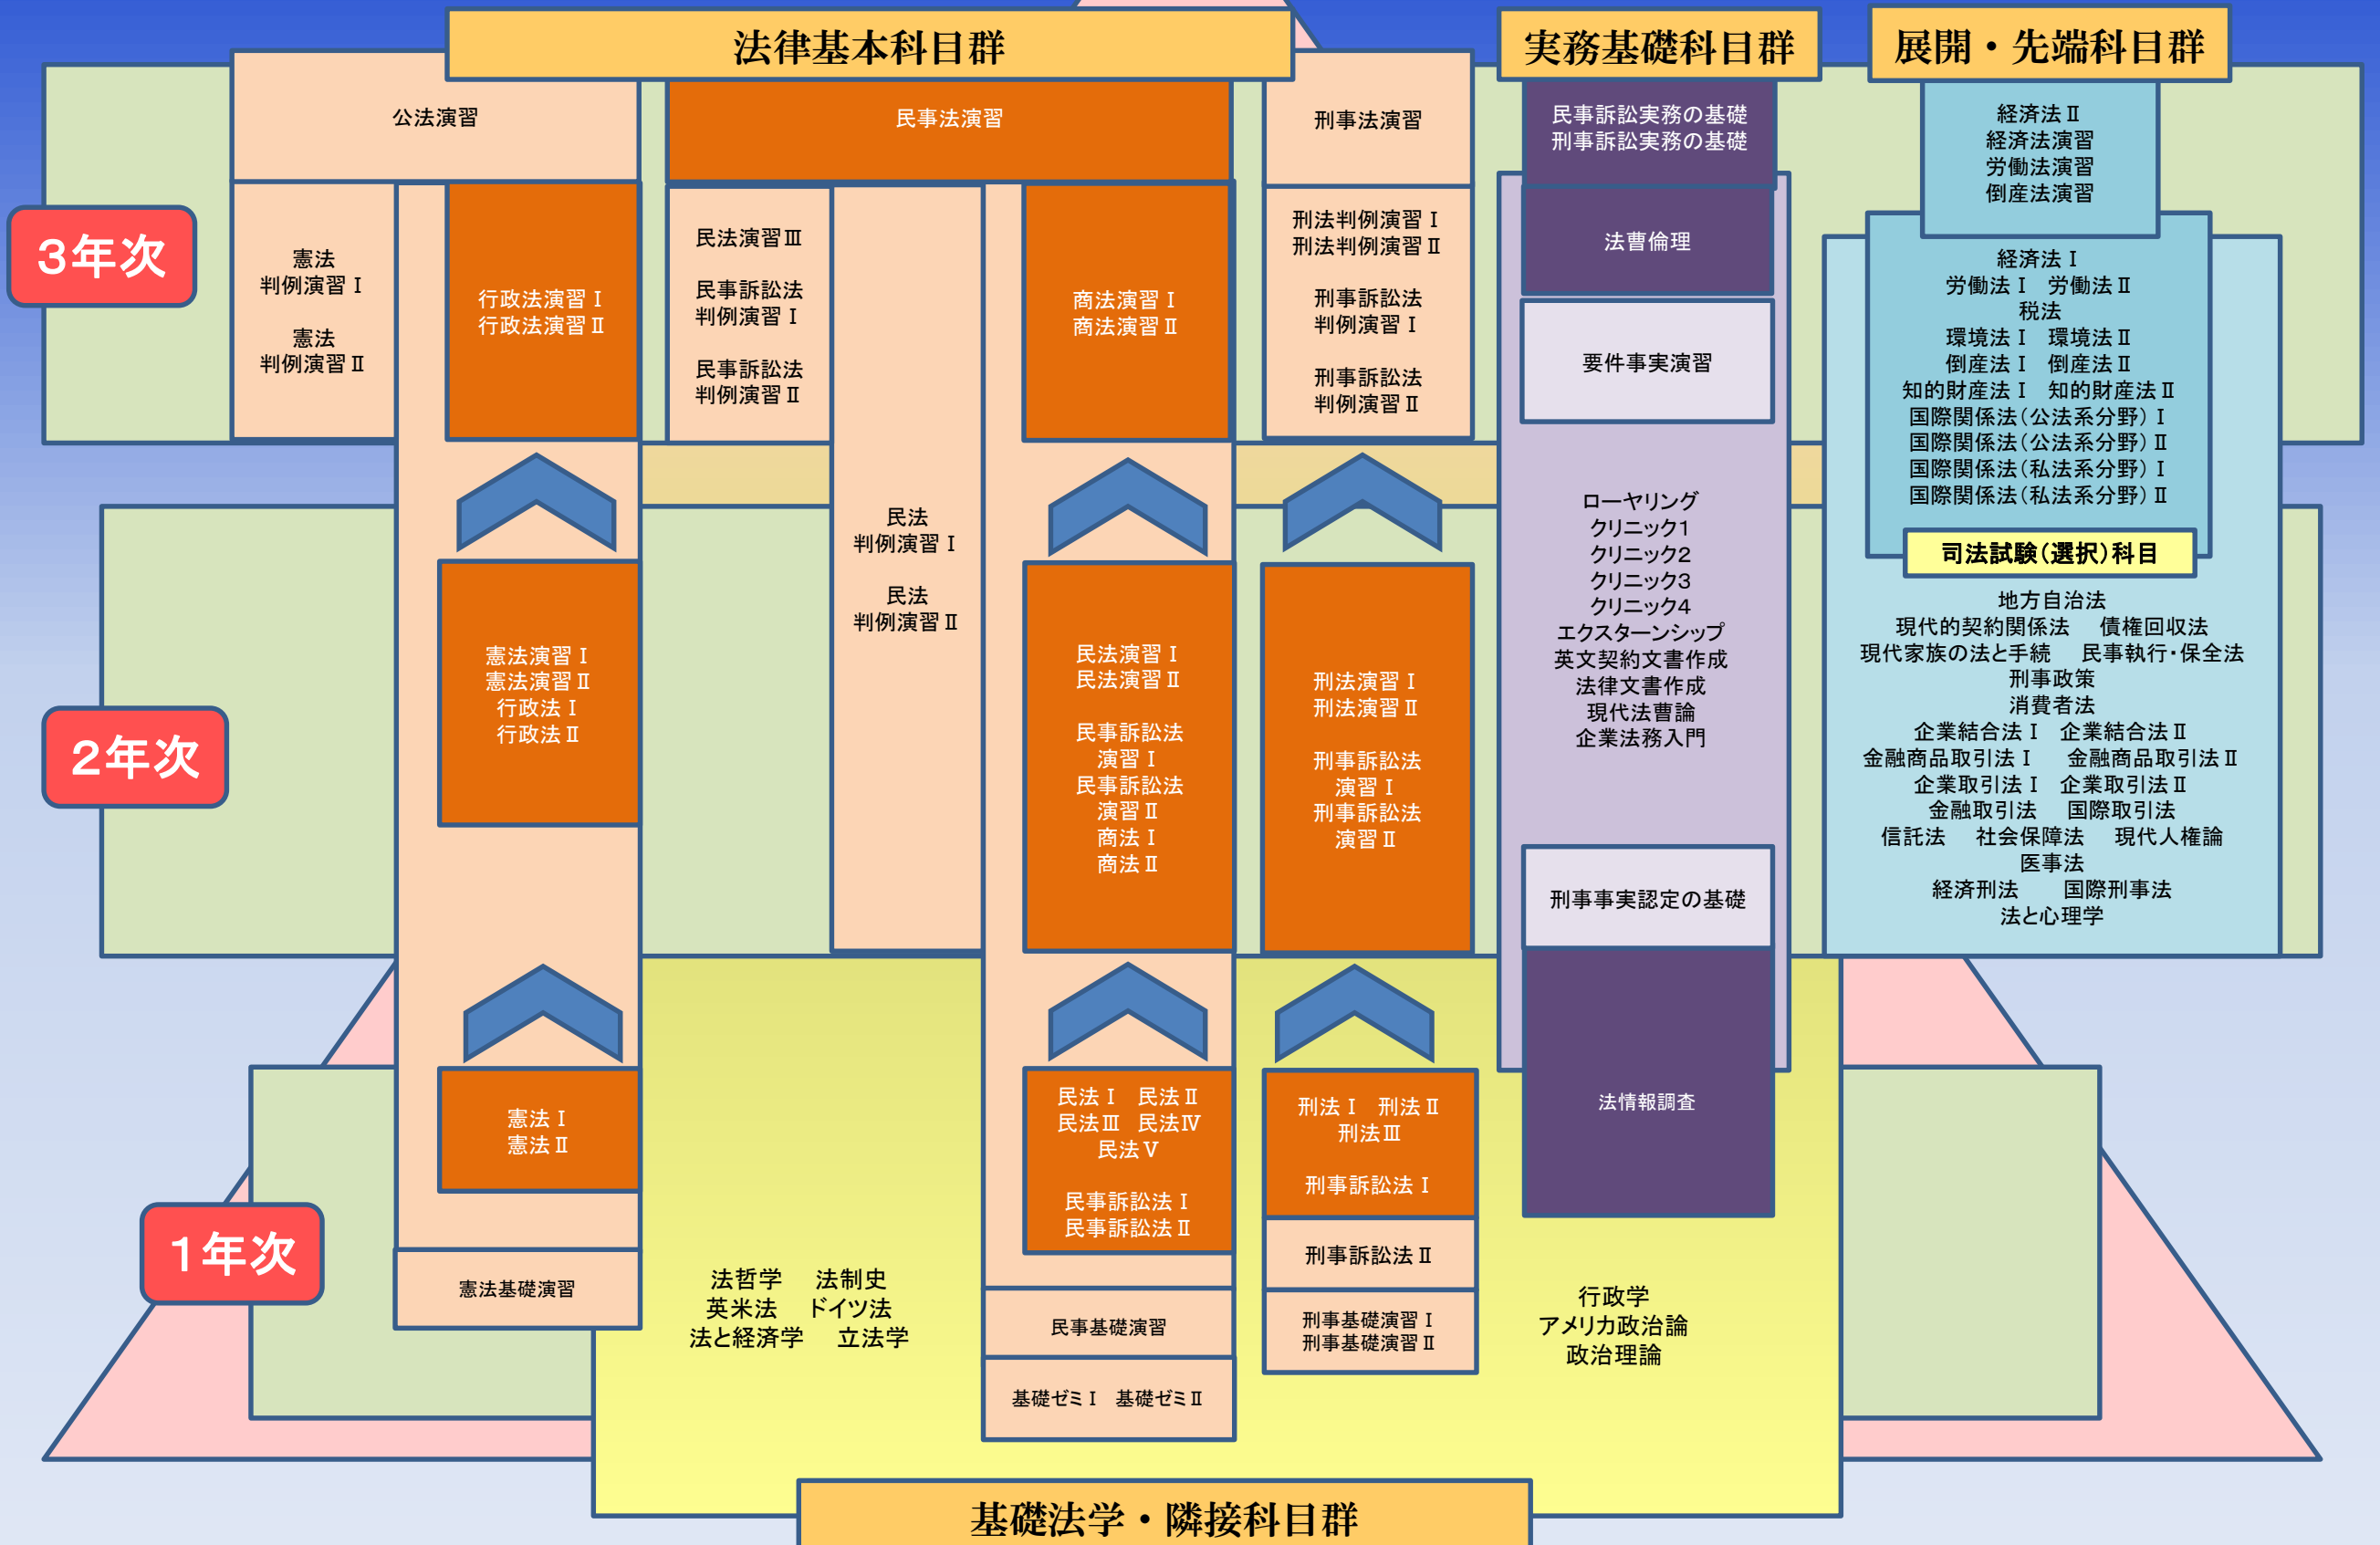 法律基本科目群
実務基礎科目群
展開・先端科目群
公法演習
民事法演習
刑事法演習
民事訴訟実務の基礎
刑事訴訟実務の基礎
経済法Ⅱ
経済法演習
労働法演習
倒産法演習
3年次
憲法
判例演習Ⅰ
憲法
判例演習Ⅱ
行政法演習Ⅰ
行政法演習Ⅱ
民法演習Ⅲ
民事訴訟法
判例演習Ⅰ
民事訴訟法
判例演習Ⅱ
商法演習Ⅰ
商法演習Ⅱ
刑法判例演習Ⅰ
刑法判例演習Ⅱ
刑事訴訟法
判例演習Ⅰ
刑事訴訟法
判例演習Ⅱ
法曹倫理
要件事実演習
経済法Ⅰ
労働法Ⅰ 労働法Ⅱ
税法
環境法Ⅰ 環境法Ⅱ
倒産法Ⅰ 倒産法Ⅱ
知的財産法Ⅰ 知的財産法Ⅱ
国際関係法(公法系分野)Ⅰ
国際関係法(公法系分野)Ⅱ
国際関係法(私法系分野)Ⅰ
国際関係法(私法系分野)Ⅱ
司法試験(選択)科目
2年次
憲法演習Ⅰ
憲法演習Ⅱ
行政法Ⅰ
行政法Ⅱ
民法
判例演習Ⅰ
民法
判例演習Ⅱ
民法演習Ⅰ
民法演習Ⅱ
民事訴訟法
演習Ⅰ
民事訴訟法
演習Ⅱ
商法Ⅰ
商法Ⅱ
刑法演習Ⅰ
刑法演習Ⅱ
刑事訴訟法
演習Ⅰ
刑事訴訟法
演習Ⅱ
ローヤリング
クリニック1
クリニック2
クリニック3
クリニック4
エクスターンシップ
英文契約文書作成
法律文書作成
現代法曹論
企業法務入門
刑事事実認定の基礎
地方自治法
現代的契約関係法 債権回収法
現代家族の法と手続 民事執行・保全法
刑事政策
消費者法
企業結合法Ⅰ 企業結合法Ⅱ
金融商品取引法Ⅰ 金融商品取引法Ⅱ
企業取引法Ⅰ 企業取引法Ⅱ
金融取引法 国際取引法
信託法 社会保障法 現代人権論
医事法
経済刑法 国際刑事法
法と心理学
1年次
憲法Ⅰ
憲法Ⅱ
憲法基礎演習
法哲学 法制史
英米法 ドイツ法
法と経済学 立法学
民法Ⅰ 民法Ⅱ
民法Ⅲ 民法Ⅳ
民法Ⅴ
民事訴訟法Ⅰ
民事訴訟法Ⅱ
民事基礎演習
基礎ゼミⅠ 基礎ゼミⅡ
刑法Ⅰ 刑法Ⅱ
刑法Ⅲ
刑事訴訟法Ⅰ
刑事訴訟法Ⅱ
刑事基礎演習Ⅰ
刑事基礎演習Ⅱ
法情報調査
行政学
アメリカ政治論
政治理論
基礎法学・隣接科目群